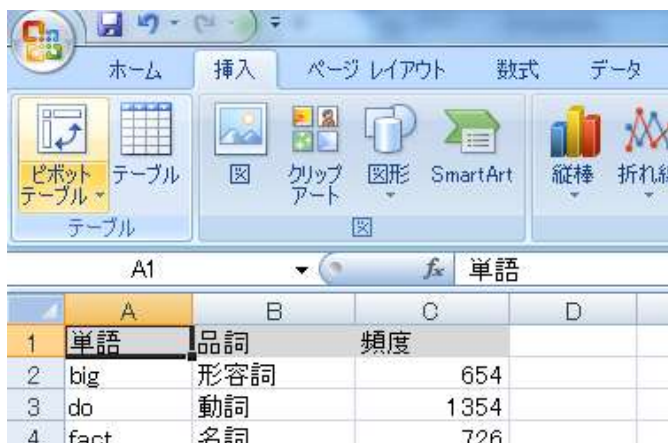 ホーム 挿入 ページ レイアウト 数式 データ
ピボット テーブル テーブル 図 クリップ アート 図形 SmartArt 縦棒 折れ線
テーブル 図
A1 fx 単語
A B C D
1 単語 品詞 頻度
2 big 形容詞 654
3 do 動詞 1354
4 fact 名詞 726